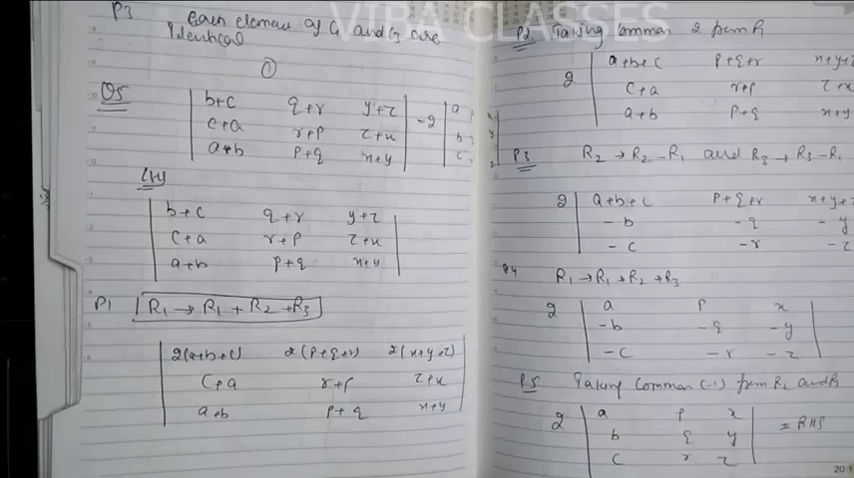 VIBA CLASSES
P3 Each element of C₁ and C₃ are
Identical
①
Q5 | b+c q+r y+z | = 2 | a p x
| c+a r+p z+x | | b y
| a+b p+q x+y | | c z
LHS
| b+c q+r y+z |
| c+a r+p z+x |
| a+b p+q x+y |
P1 R₁ → R₁ + R₂ + R₃
| 2(a+b+c) 2(p+q+r) 2(x+y+z) |
| c+a r+p z+x |
| a+b p+q x+y |
P2 Taking Common 2 from R₁
2 | a+b+c p+q+r x+y+z
| c+a r+p z+x
| a+b p+q x+y
P3 R₂ → R₂ - R₁ and R₃ → R₃ - R₁
2 | a+b+c p+q+r x+y+z
| -b -q -y
| -c -r -z
P4 R₁ → R₁ + R₂ + R₃
2 | a p x |
| -b -q -y |
| -c -r -z |
P5 Taking Common (-1) from R₂ and R₃
2 | a p x | = RHS
| b q y |
| c r z |